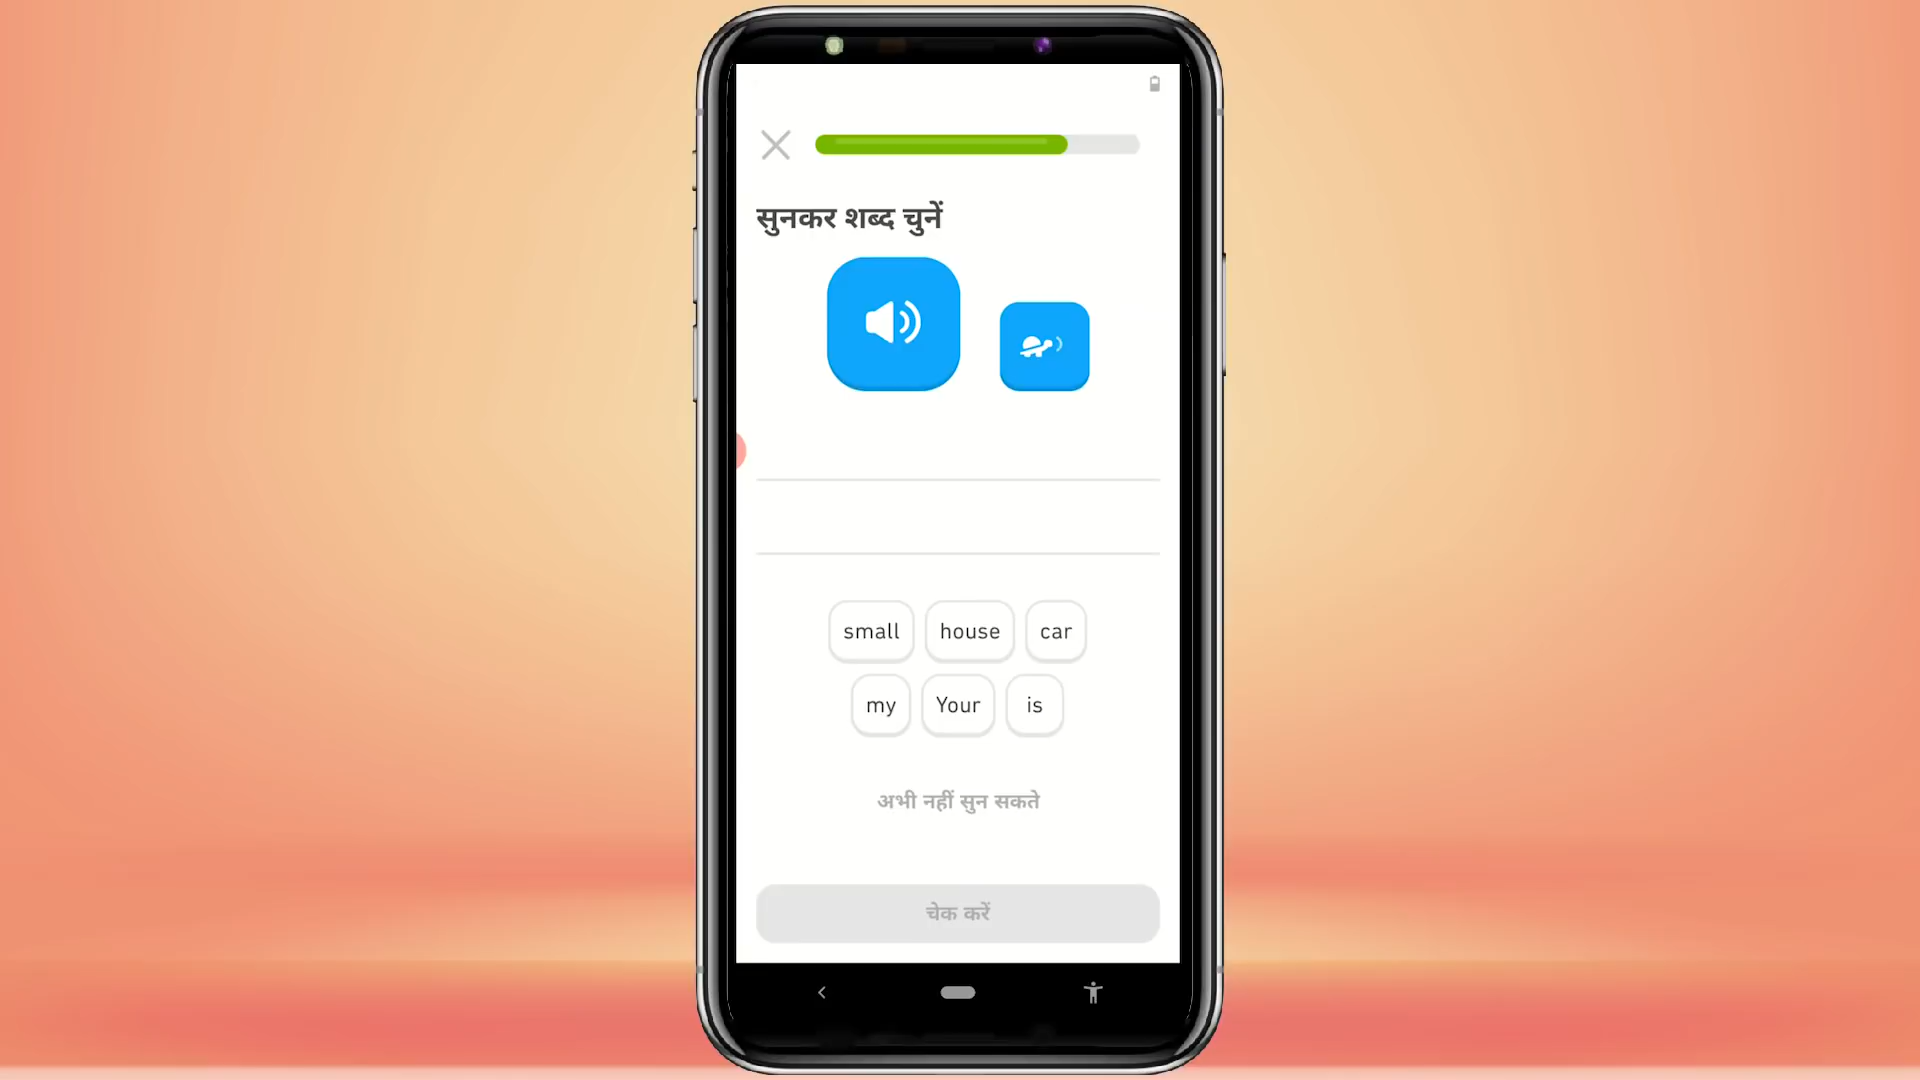 सुनकर शब्द चुनें
small house car
my Your is
अभी नहीं सुन सकते
चेक करें